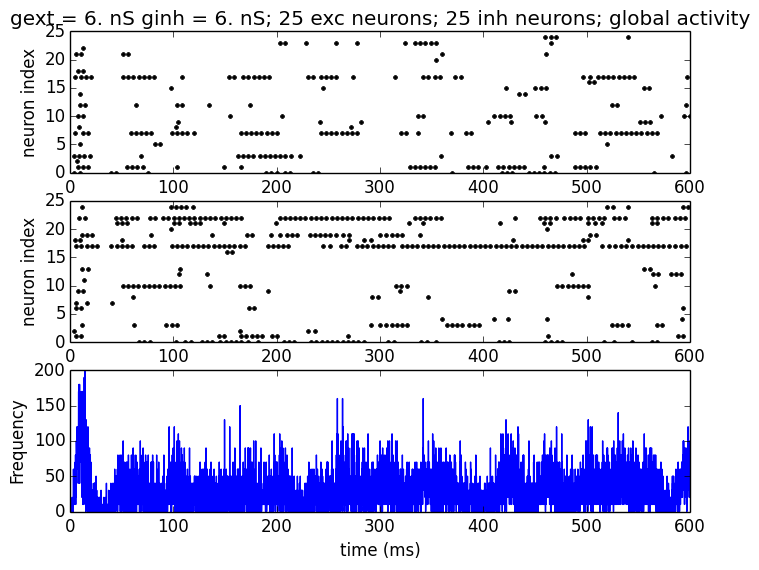 gext = 6. nS ginh = 6. nS; 25 exc neurons; 25 inh neurons; global activity
25
20
15
10
5
0
neuron index
0 100 200 300 400 500 600
25
20
15
10
5
0
neuron index
0 100 200 300 400 500 600
200
150
100
50
0
Frequency
0 100 200 300 400 500 600
time (ms)